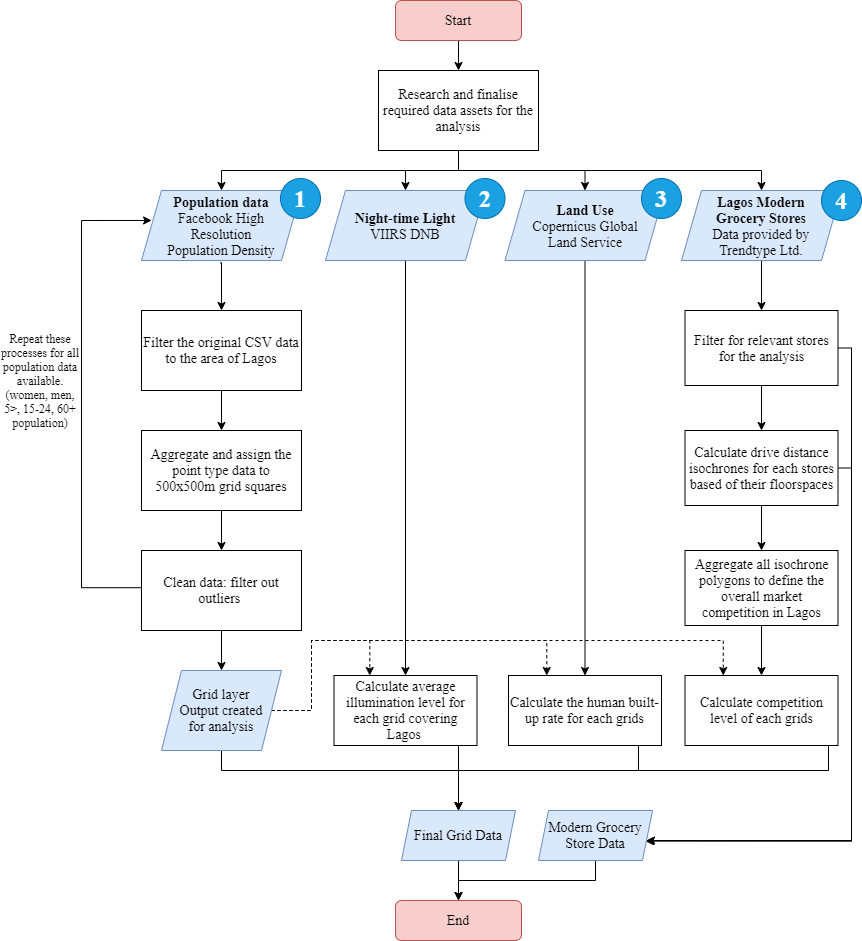 Start
Research and finalise
required data assets for the
analysis
1
Population data
Facebook High
Resolution
Population Density
2
Night-time Light
VIIRS DNB
3
Land Use
Copernicus Global
Land Service
4
Lagos Modern
Grocery Stores
Data provided by
Trendtype Ltd.
Repeat these
processes for all
population data
available.
(women, men,
5>, 15-24, 60+
population)
Filter the original CSV data
to the area of Lagos
Filter for relevant stores
for the analysis
Aggregate and assign the
point type data to
500x500m grid squares
Calculate drive distance
isochrones for each stores
based of their floorspaces
Clean data: filter out
outliers
Aggregate all isochrone
polygons to define the
overall market
competition in Lagos
Grid layer
Output created
for analysis
Calculate average
illumination level for
each grid covering
Lagos
Calculate the human built-
up rate for each grids
Calculate competition
level of each grids
Final Grid Data
Modern Grocery
Store Data
End